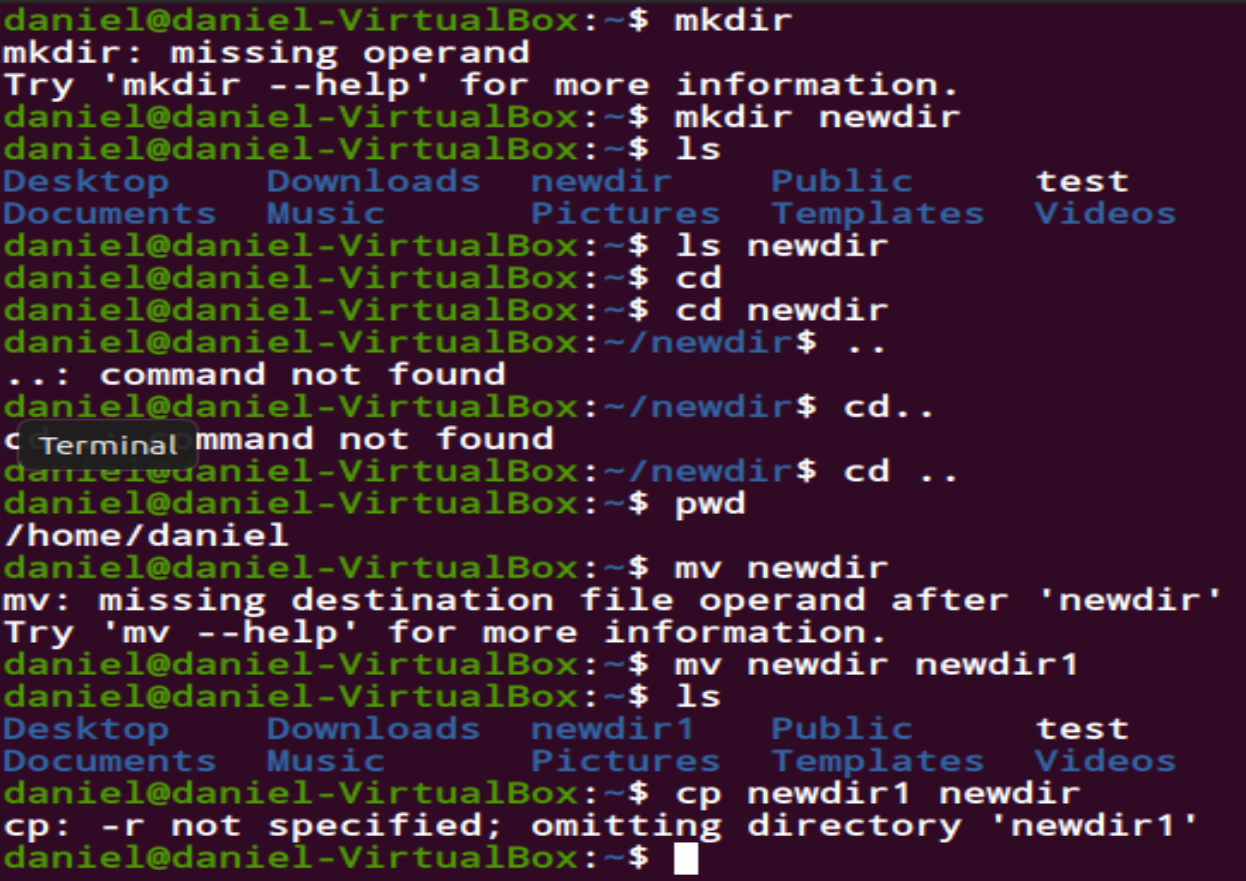 daniel@daniel-VirtualBox:~$ mkdir
mkdir: missing operand
Try 'mkdir --help' for more information.
daniel@daniel-VirtualBox:~$ mkdir newdir
daniel@daniel-VirtualBox:~$ ls
Desktop Downloads newdir Public test
Documents Music Pictures Templates Videos
daniel@daniel-VirtualBox:~$ ls newdir
daniel@daniel-VirtualBox:~$ cd
daniel@daniel-VirtualBox:~$ cd newdir
daniel@daniel-VirtualBox:~/newdir$ ..
..: command not found
daniel@daniel-VirtualBox:~/newdir$ cd..
mmand not found
Terminal
daniel@daniel-VirtualBox:~/newdir$ cd ..
daniel@daniel-VirtualBox:~$ pwd
/home/daniel
daniel@daniel-VirtualBox:~$ mv newdir
mv: missing destination file operand after 'newdir'
Try 'mv --help' for more information.
daniel@daniel-VirtualBox:~$ mv newdir newdir1
daniel@daniel-VirtualBox:~$ ls
Desktop Downloads newdir1 Public test
Documents Music Pictures Templates Videos
daniel@daniel-VirtualBox:~$ cp newdir1 newdir
cp: -r not specified; omitting directory 'newdir1'
daniel@daniel-VirtualBox:~$